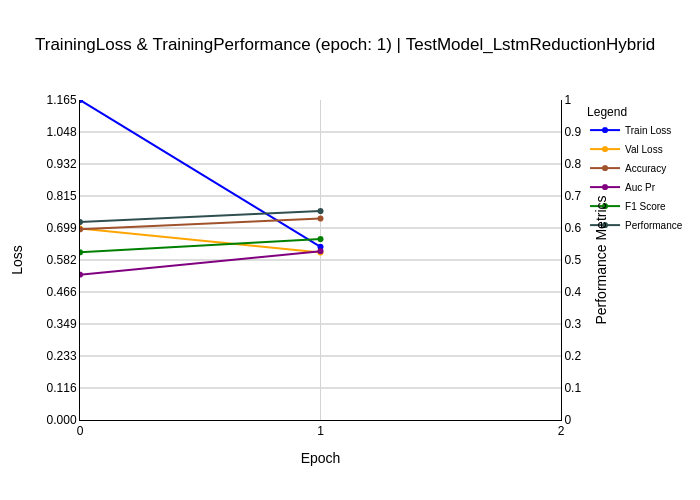 TrainingLoss & TrainingPerformance (epoch: 1) | TestModel_LstmReductionHybrid
Legend
Train Loss
Val Loss
Accuracy
Auc Pr
F1 Score
Performance
1.165
1.048
0.932
0.815
0.699
0.582
0.466
0.349
0.233
0.116
0.000
Loss
1
0.9
0.8
0.7
0.6
0.5
0.4
0.3
0.2
0.1
0
Performance Metrics
0
1
2
Epoch